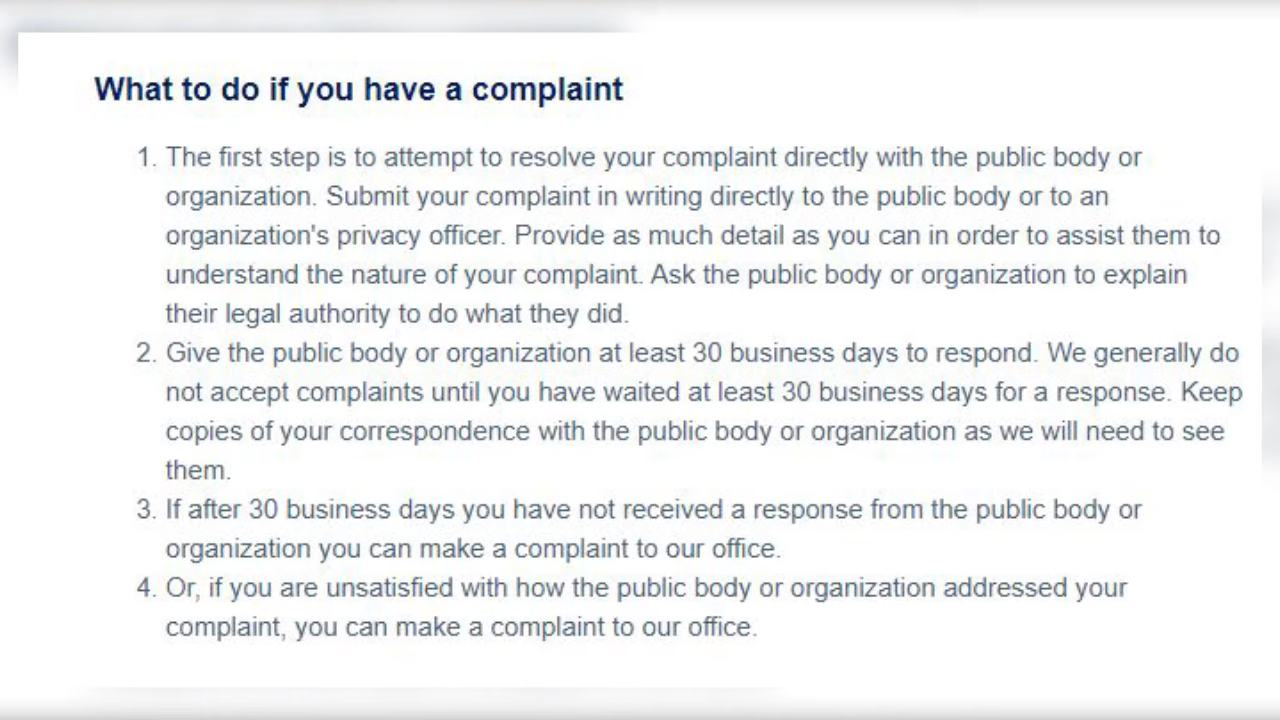 What to do if you have a complaint
1. The first step is to attempt to resolve your complaint directly with the public body or
organization. Submit your complaint in writing directly to the public body or to an
organization's privacy officer. Provide as much detail as you can in order to assist them to
understand the nature of your complaint. Ask the public body or organization to explain
their legal authority to do what they did.
2. Give the public body or organization at least 30 business days to respond. We generally do
not accept complaints until you have waited at least 30 business days for a response. Keep
copies of your correspondence with the public body or organization as we will need to see
them.
3. If after 30 business days you have not received a response from the public body or
organization you can make a complaint to our office.
4. Or, if you are unsatisfied with how the public body or organization addressed your
complaint, you can make a complaint to our office.